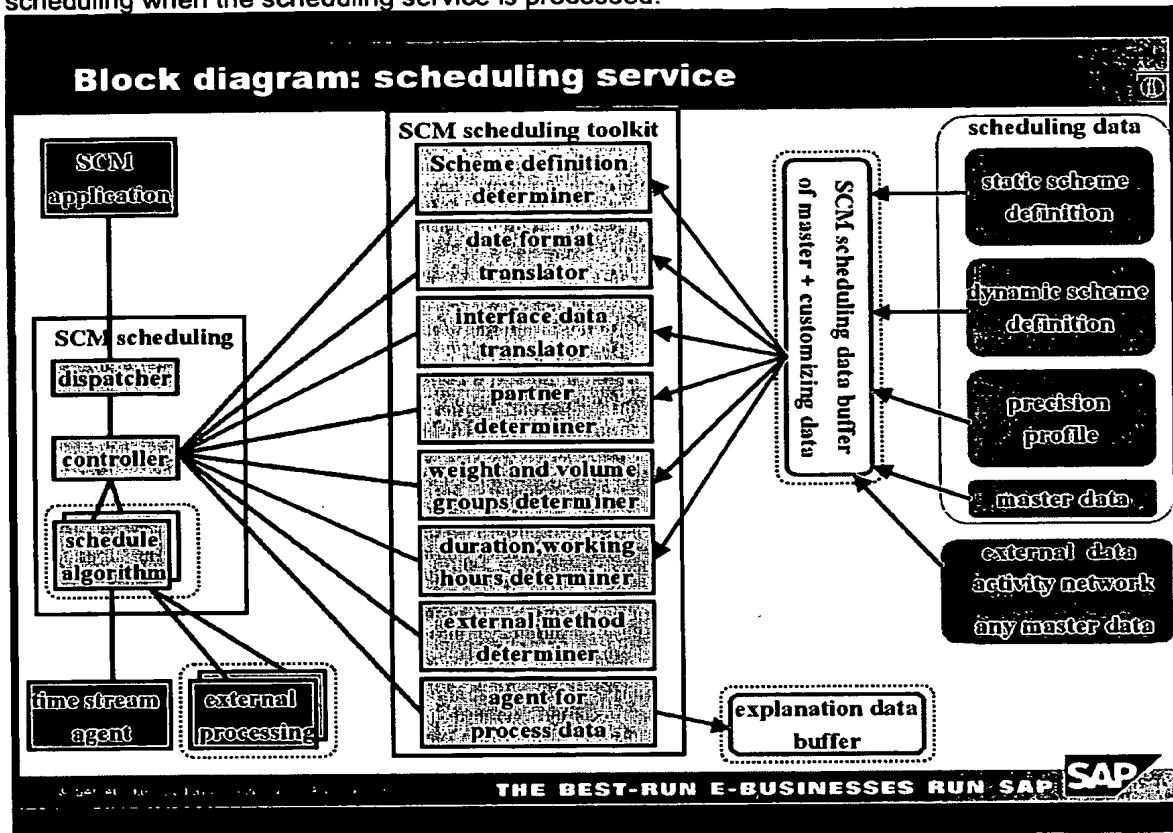 scheduling when the scheduling service is processed.
Block diagram: scheduling service
SCM
application
SCM scheduling
dispatcher
controller
schedule
algorithm
time stream
agent
external
processing
SCM scheduling toolkit
Scheme definition
determiner
date format
translator
interface data
translator
partner
determiner
weight and volume
groups determiner
duration, working
hours determiner
external method
determiner
agent for
process data
SCM scheduling data buffer
of master + customizing data
explanation data
buffer
scheduling data
static scheme
definition
dynamic scheme
definition
precision
profile
master data
external data
activity network
any master data
THE BEST-RUN E-BUSINESSES RUN SAP
SAP